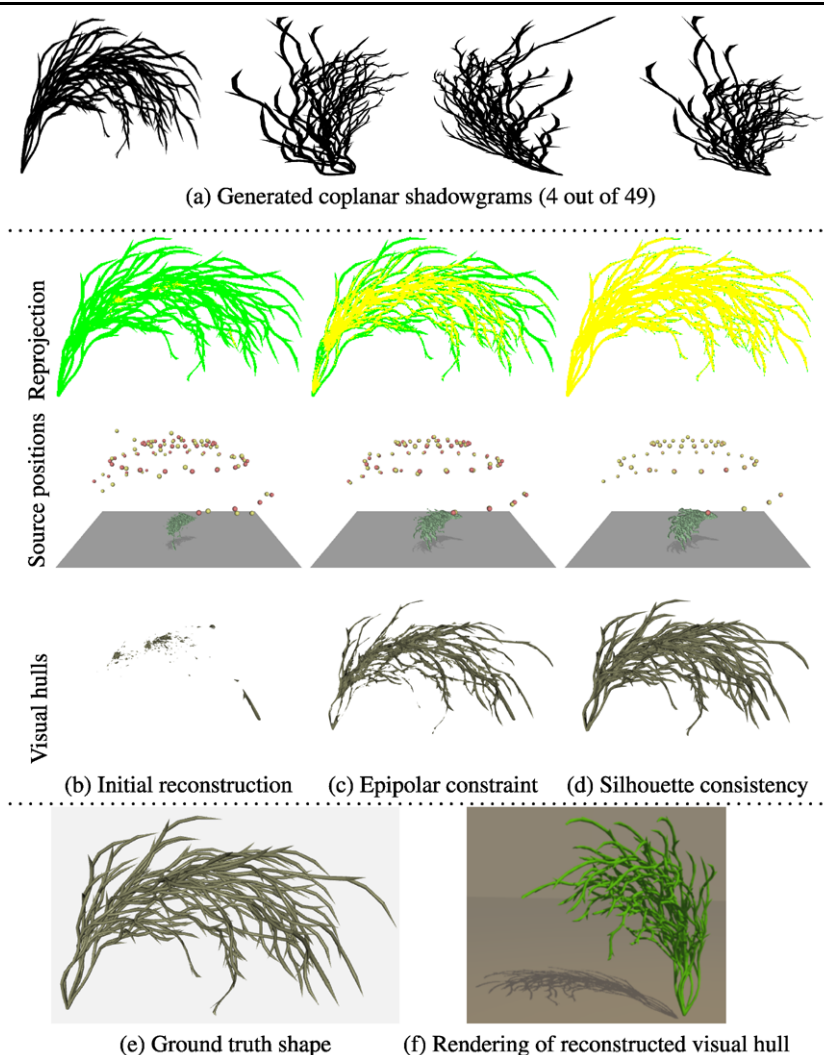 (a) Generated coplanar shadowgrams (4 out of 49)
Reprojection
Source positions
Visual hulls
(b) Initial reconstruction
(c) Epipolar constraint
(d) Silhouette consistency
(e) Ground truth shape
(f) Rendering of reconstructed visual hull